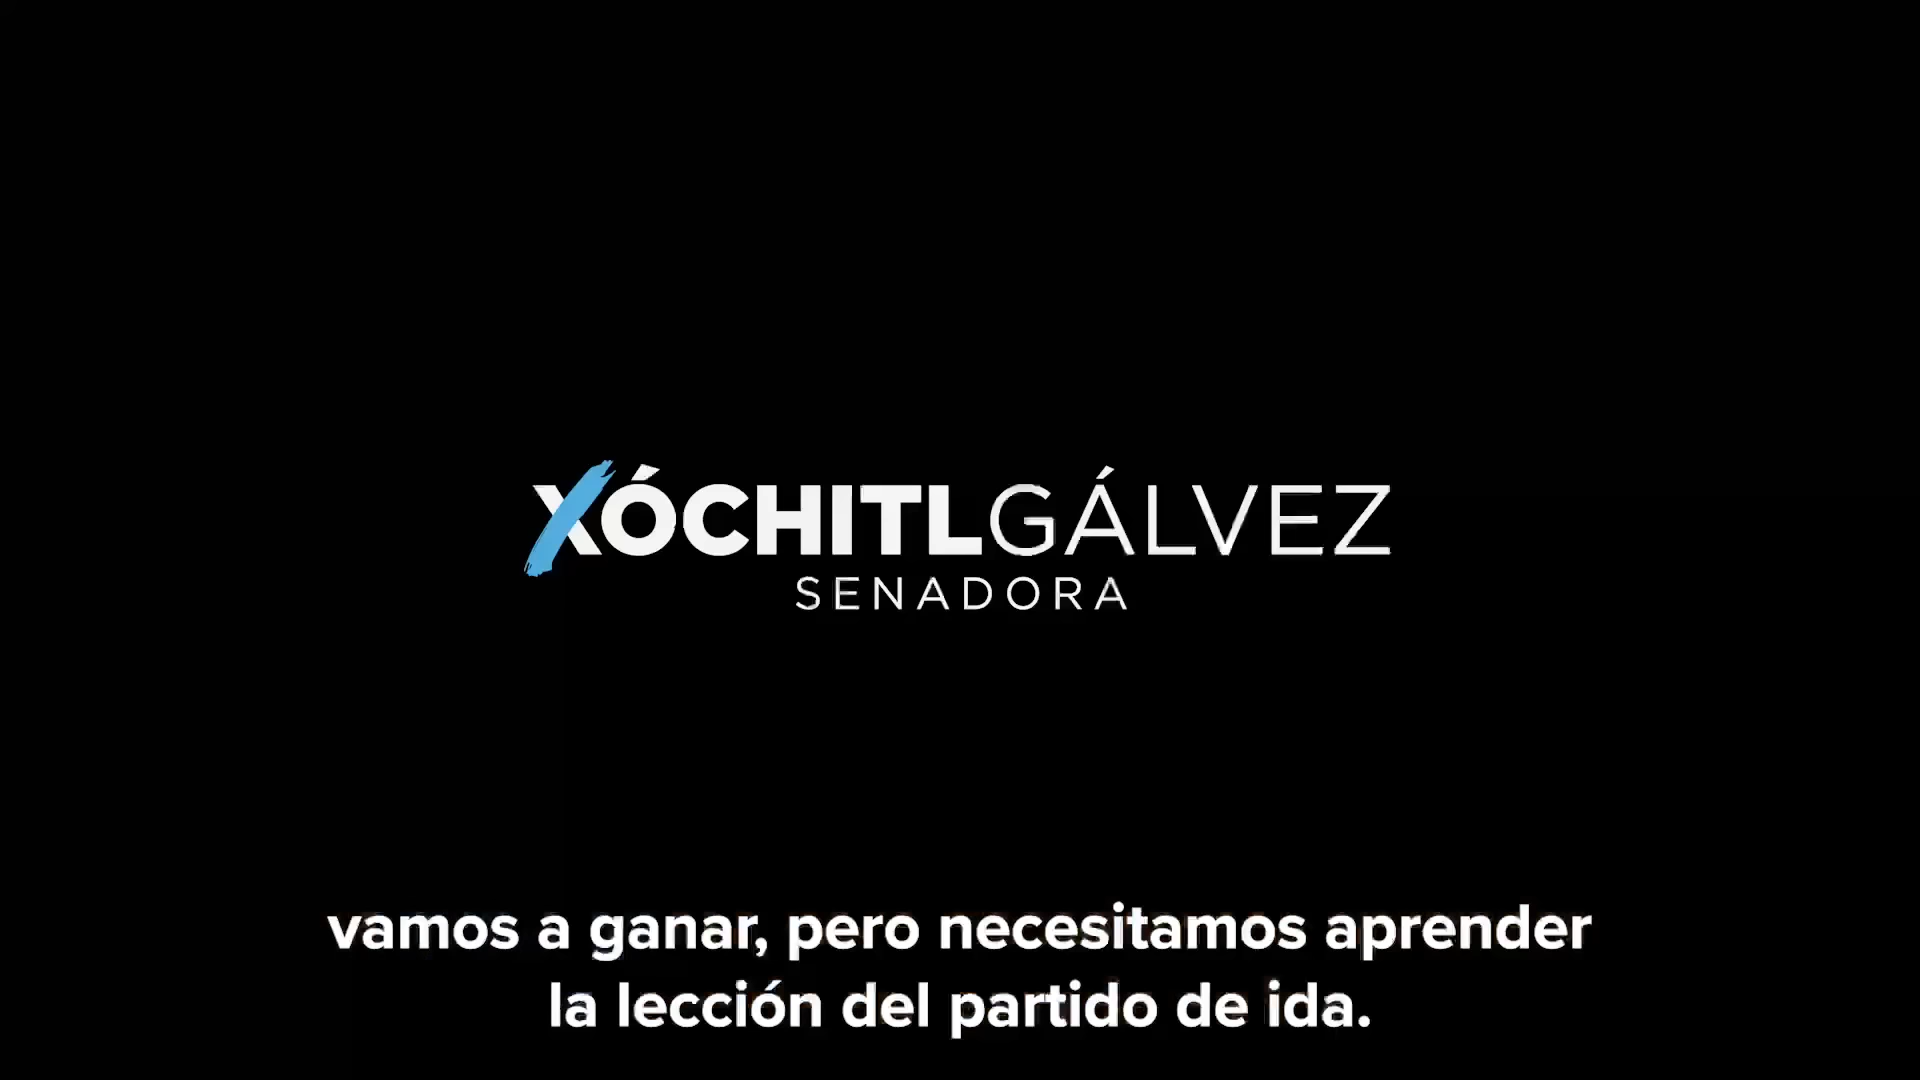 XÓCHITLGÁLVEZ
SENADORA
vamos a ganar, pero necesitamos aprender
la lección del partido de ida.